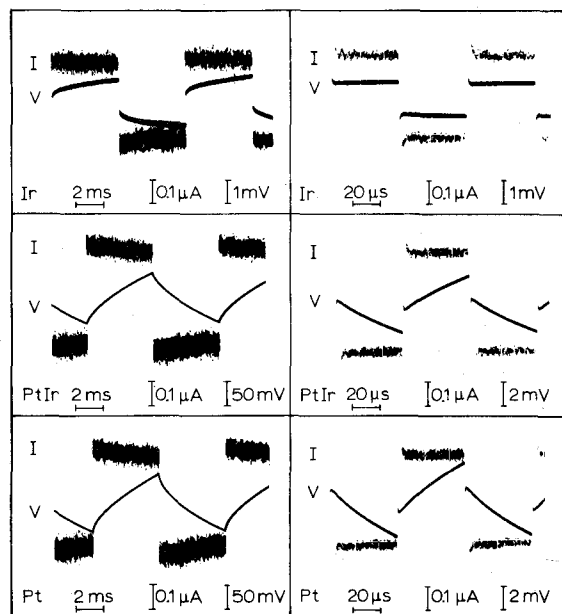 I
V
Ir 2 ms 0.1 µA 1 mV
I
V
Ir 20 µs 0.1 µA 1 mV
I
V
PtIr 2 ms 0.1 µA 50 mV
I
V
PtIr 20 µs 0.1 µA 2 mV
I
V
Pt 2 ms 0.1 µA 50 mV
I
V
Pt 20 µs 0.1 µA 2 mV